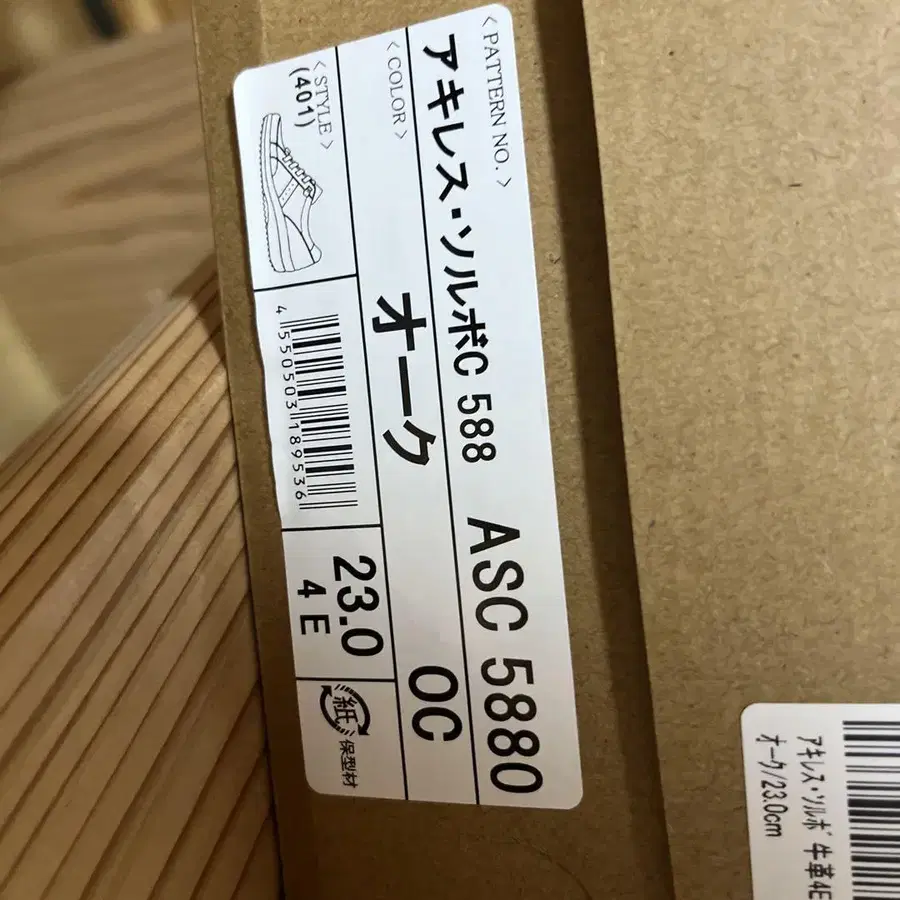 〈PATTERN NO.〉
アキレス・ソルボC 588 ASC 5880
〈COLOR〉
オーク OC
〈STYLE〉
(401)
4 550503 189536
23.0
4E
紙
保型材
アキレス・ソルボ 牛革4E
オーク/23.0cm